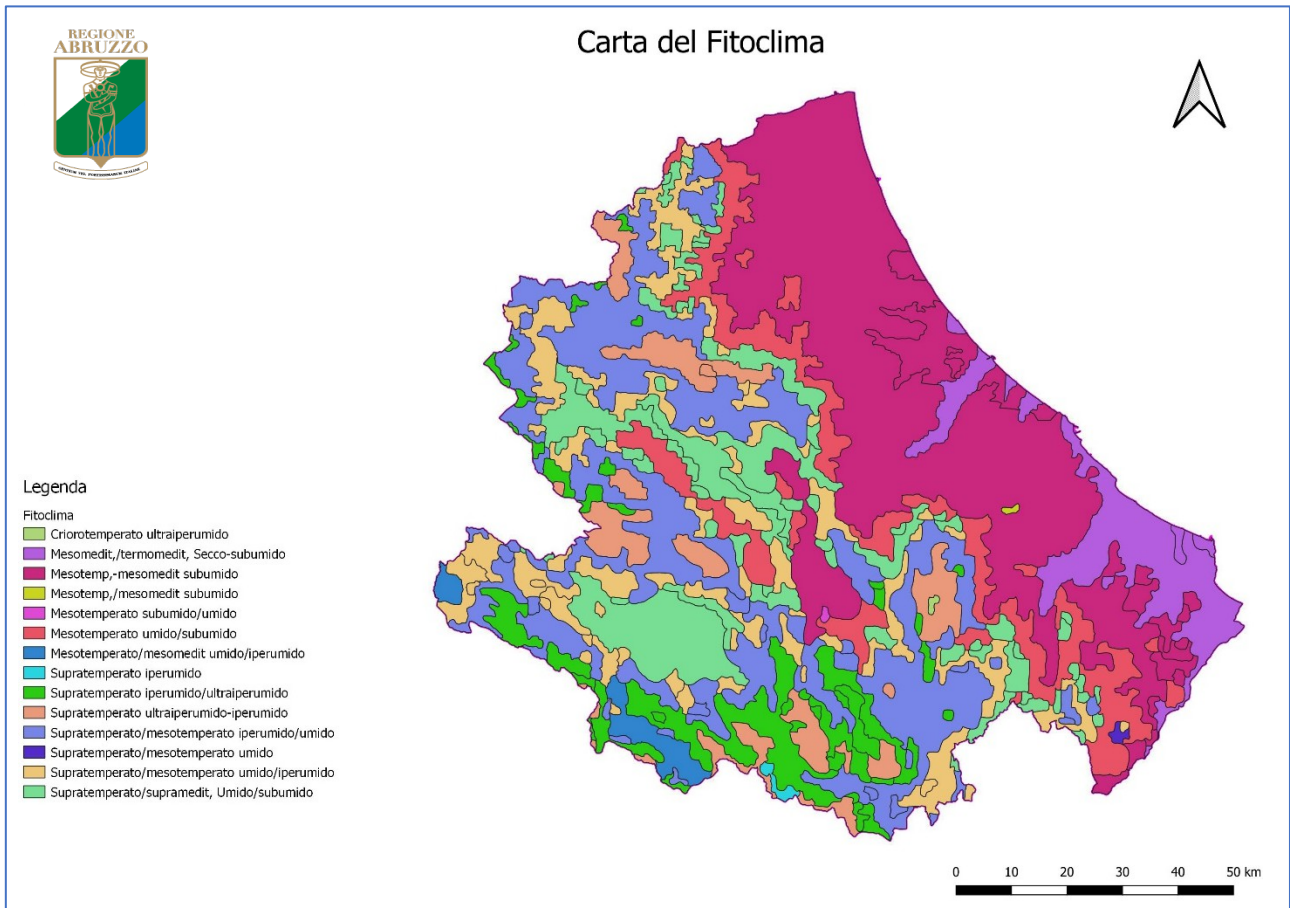 REGIONE
ABRUZZO
Carta del Fitoclima
Legenda
Fitoclima
Criorotemperato ultraiperumido
Mesomedit,/termomedit, Secco-subumido
Mesotemp,-mesomedit subumido
Mesotemp,/mesomedit subumido
Mesotemperato subumido/umido
Mesotemperato umido/subumido
Mesotemperato/mesomedit umido/iperumido
Supratemperato iperumido
Supratemperato iperumido/ultraiperumido
Supratemperato ultraiperumido-iperumido
Supratemperato/mesotemperato iperumido/umido
Supratemperato/mesotemperato umido
Supratemperato/mesotemperato umido/iperumido
Supratemperato/supramedit, Umido/subumido
0 10 20 30 40 50 km